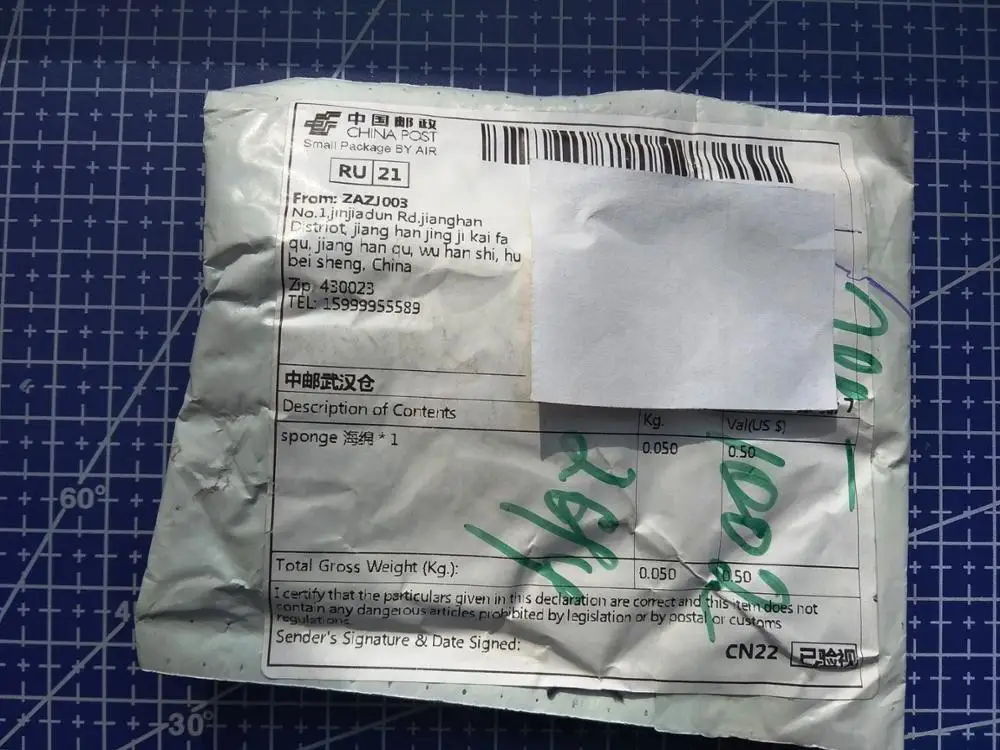 中国邮政
CHINA POST
Small Package BY AIR
RU 21
From: ZAZJ003
No.1,jinjiadun Rd.jianghan
District, jiang han jing ji kai fa
qu, jiang han qu, wu han shi, hu
bei sheng, China
Zip 430023
TEL: 15999955589
中邮武汉仓
7
Description of Contents Kg. Val(US $)
sponge 海绵 * 1 0.050 0.50
Total Gross Weight (Kg.): 0.050 0.50
I certify that the particulars given in this declaration are correct and this item does not
contain any dangerous articles prohibited by legislation or by postal or customs
regulations.
Sender's Signature & Date Signed:
CN22 已验视
60°
4
30°